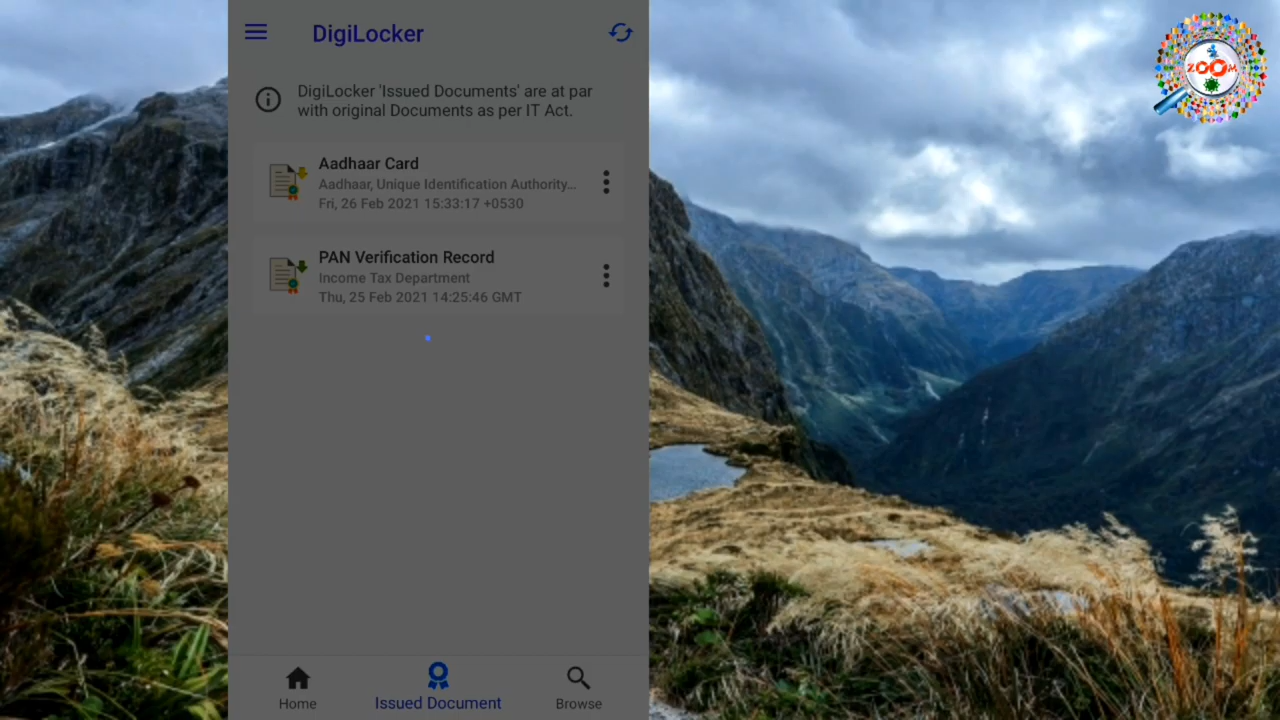 DigiLocker
DigiLocker 'Issued Documents' are at par
with original Documents as per IT Act.
Aadhaar Card
Aadhaar, Unique Identification Authority...
Fri, 26 Feb 2021 15:33:17 +0530
PAN Verification Record
Income Tax Department
Thu, 25 Feb 2021 14:25:46 GMT
Home
Issued Document
Browse
ZOOM